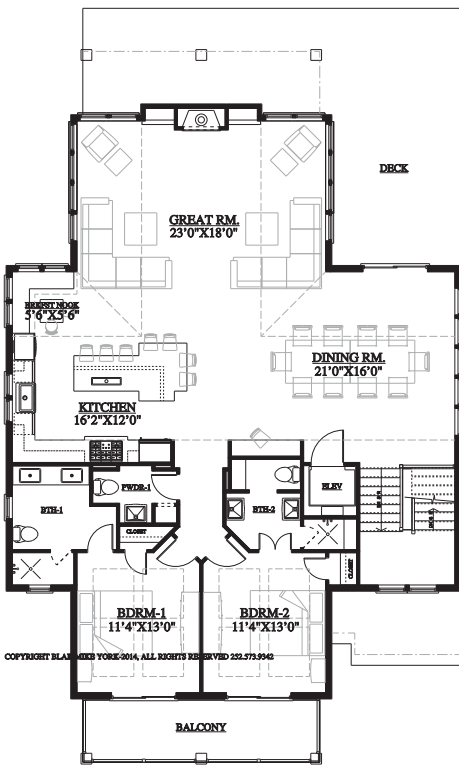 DECK
GREAT RM.
23'0"X18'0"
BRKFST NOOK
5'6"X5'6"
DINING RM.
21'0"X16'0"
KITCHEN
16'2"X12'0"
PWDR-1
ELEV
BTH-1
BTH-2
CLOSET
CLOSET
BDRM-1
11'4"X13'0"
BDRM-2
11'4"X13'0"
COPYRIGHT MIKE YORK-2014, ALL RIGHTS RESERVED 252.573.9342
BALCONY